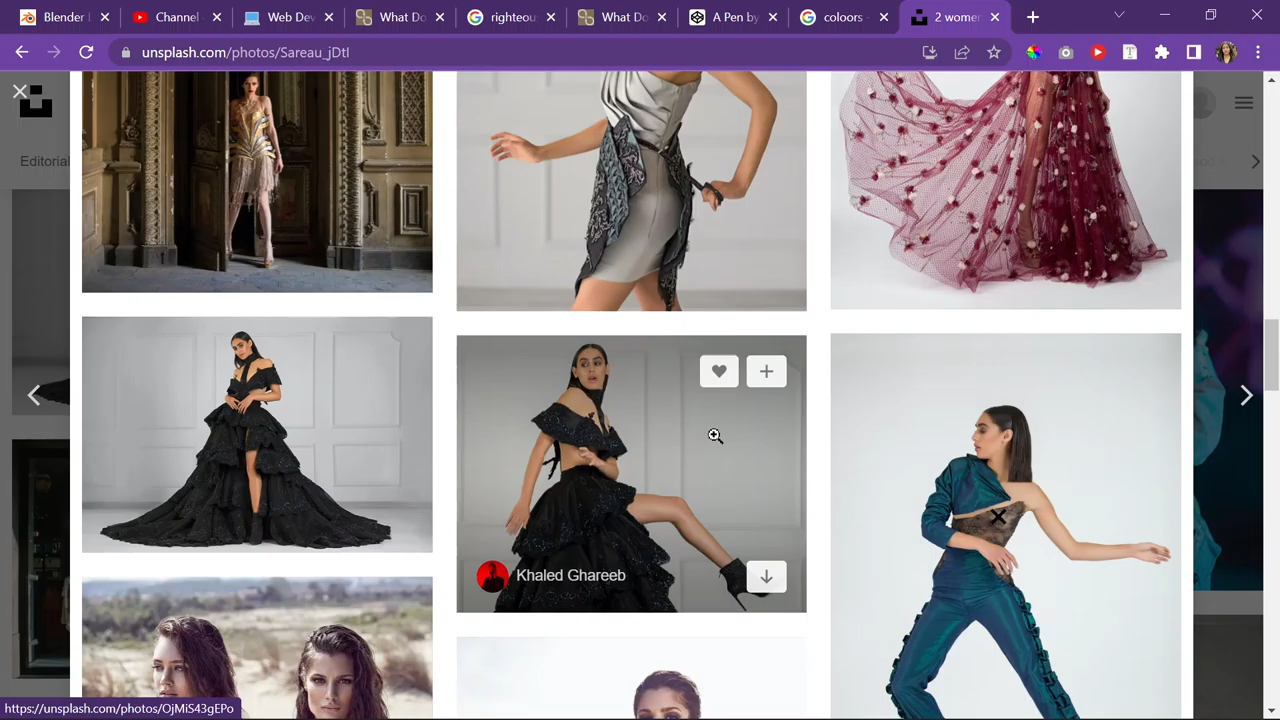 Blender
Channel
Web Dev
What Do
righteou
What Do
A Pen by
coloors -
2 women
unsplash.com/photos/Sareau_jDtI
Editorial
Khaled Ghareeb
https://unsplash.com/photos/OjMiS43gEPo